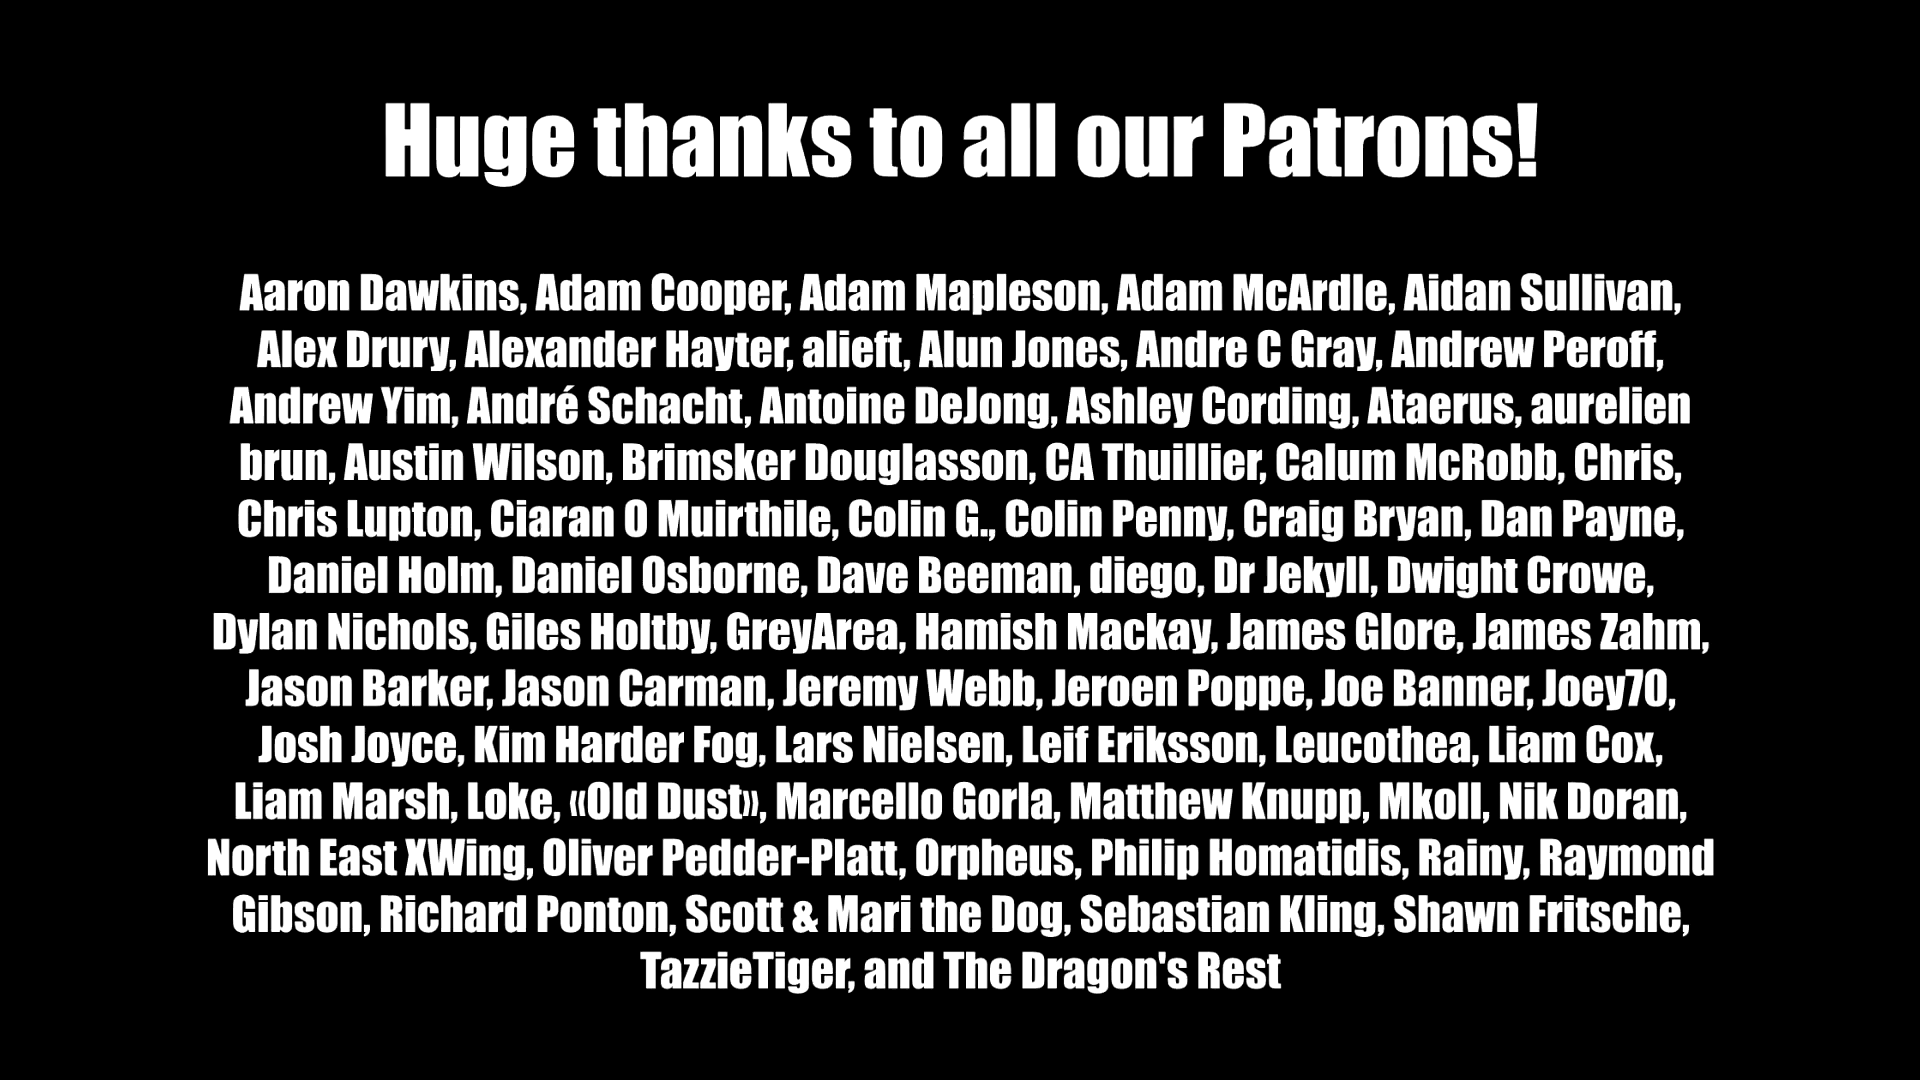 Huge thanks to all our Patrons!
Aaron Dawkins, Adam Cooper, Adam Mapleson, Adam McArdle, Aidan Sullivan,
Alex Drury, Alexander Hayter, alieft, Alun Jones, Andre C Gray, Andrew Peroff,
Andrew Yim, André Schacht, Antoine DeJong, Ashley Cording, Ataerus, aurelien
brun, Austin Wilson, Brimsker Douglasson, CA Thuillier, Calum McRobb, Chris,
Chris Lupton, Ciaran O Muirthile, Colin G., Colin Penny, Craig Bryan, Dan Payne,
Daniel Holm, Daniel Osborne, Dave Beeman, diego, Dr Jekyll, Dwight Crowe,
Dylan Nichols, Giles Holtby, GreyArea, Hamish Mackay, James Glore, James Zahm,
Jason Barker, Jason Carman, Jeremy Webb, Jeroen Poppe, Joe Banner, Joey70,
Josh Joyce, Kim Harder Fog, Lars Nielsen, Leif Eriksson, Leucothea, Liam Cox,
Liam Marsh, Loke, «Old Dust», Marcello Gorla, Matthew Knupp, Mkoll, Nik Doran,
North East XWing, Oliver Pedder-Platt, Orpheus, Philip Homatidis, Rainy, Raymond
Gibson, Richard Ponton, Scott & Mari the Dog, Sebastian Kling, Shawn Fritsche,
TazzieTiger, and The Dragon's Rest